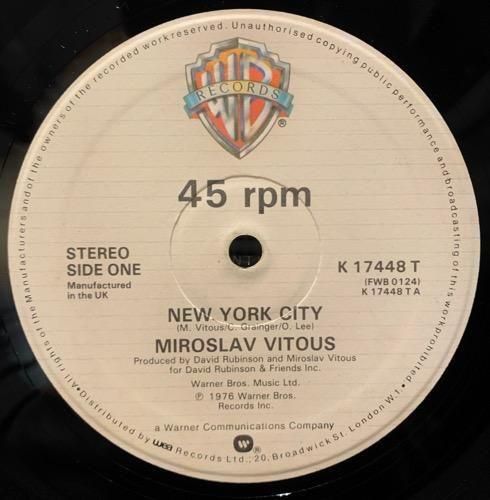 All rights of the Manufacturers and of the owners of the recorded work reserved. Unauthorised copying public performance and broadcasting of this work prohibited.
RECORDS
®
45 rpm
STEREO
SIDE ONE
Manufactured
in the UK
K 17448 T
(FWB 0124)
K 17448 T A
NEW YORK CITY
(M. Vitous/C. Grainger/O. Lee)
MIROSLAV VITOUS
Produced by David Rubinson and Miroslav Vitous
for David Rubinson & Friends Inc.
Warner Bros. Music Ltd.
℗ 1976 Warner Bros.
Records Inc.
a Warner Communications Company
•Distributed by wea Records Ltd., 20, Broadwick St. London W1.•